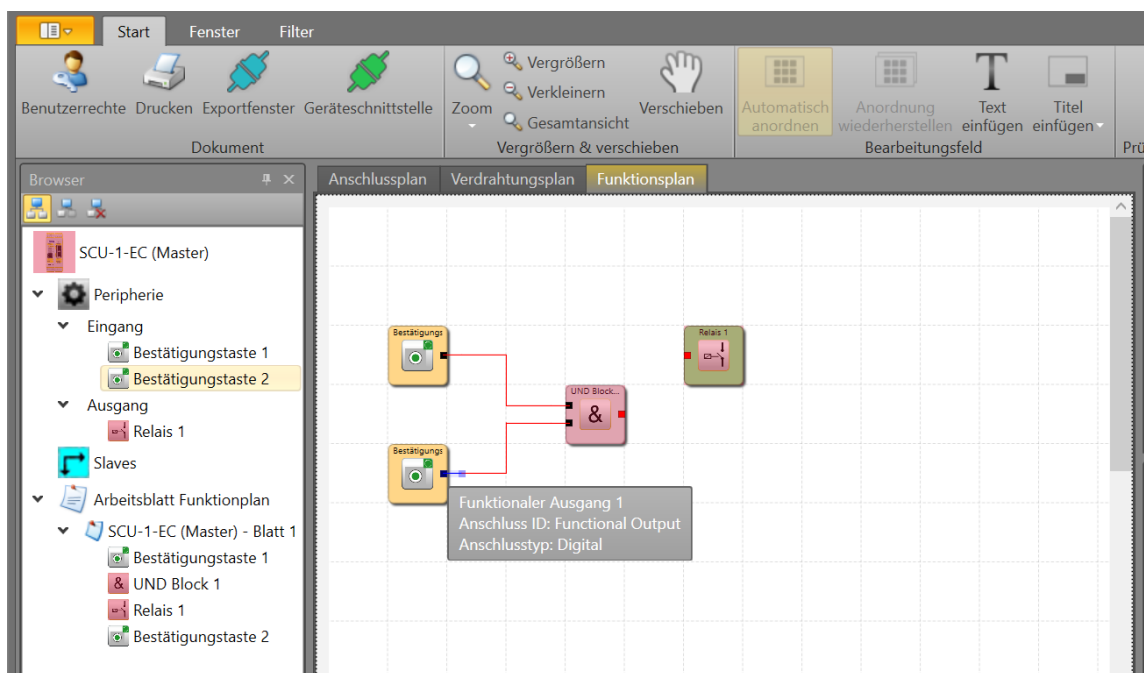 Start
Fenster
Filter
Benutzerrechte
Drucken
Exportfenster
Geräteschnittstelle
Dokument
Zoom
Vergrößern
Verkleinern
Gesamtansicht
Verschieben
Vergrößern & verschieben
Automatisch
anordnen
Anordnung
wiederherstellen
Text
einfügen
Titel
einfügen
Bearbeitungsfeld
Prü
Browser
SCU-1-EC (Master)
Peripherie
Eingang
Bestätigungstaste 1
Bestätigungstaste 2
Ausgang
Relais 1
Slaves
Arbeitsblatt Funktionplan
SCU-1-EC (Master) - Blatt 1
Bestätigungstaste 1
UND Block 1
Relais 1
Bestätigungstaste 2
Anschlussplan
Verdrahtungsplan
Funktionsplan
Bestätigungs
Relais 1
UND Block...
&
Bestätigungs
Funktionaler Ausgang 1
Anschluss ID: Functional Output
Anschlusstyp: Digital